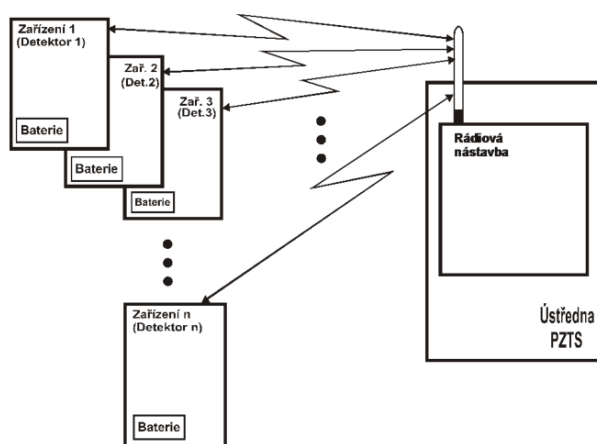 Zařízení 1
(Detektor 1)
Baterie
Zař. 2
(Det.2)
Baterie
Zař. 3
(Det.3)
Baterie
Zařízení n
(Detektor n)
Baterie
Rádiová
nástavba
Ústředna
PZTS